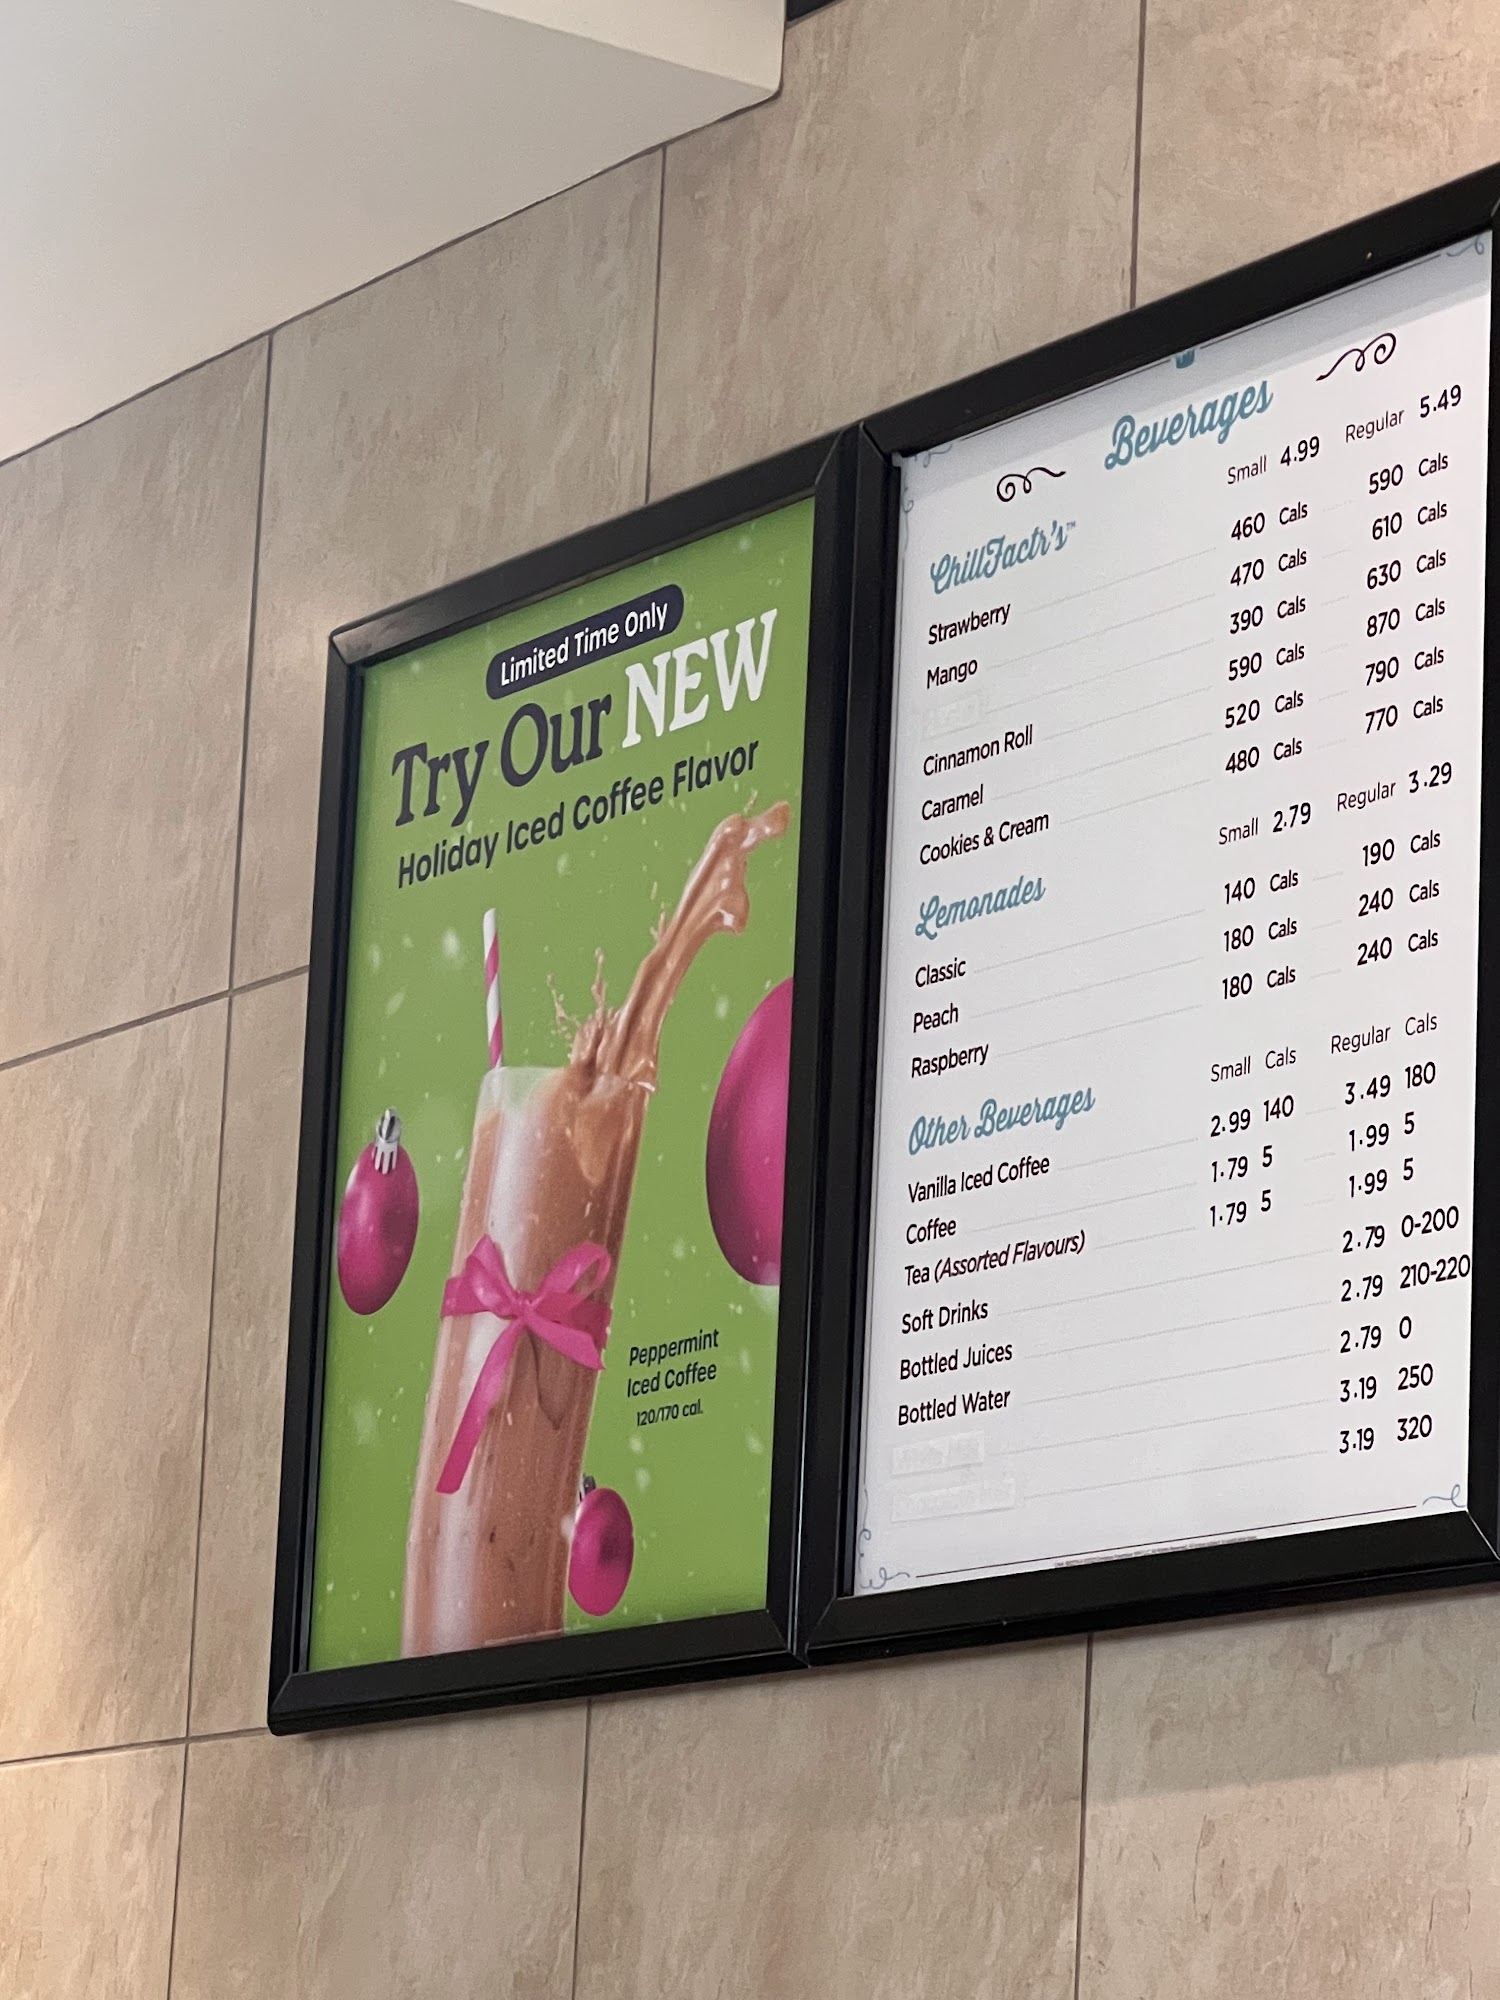 Limited Time Only
Try Our NEW
Holiday Iced Coffee Flavor
Peppermint
Iced Coffee
120/170 cal.
Beverages
ChillFactr's™ Small 4.99 Regular 5.49
Strawberry 460 Cals 590 Cals
Mango 470 Cals 610 Cals
390 Cals 630 Cals
Cinnamon Roll 590 Cals 870 Cals
Caramel 520 Cals 790 Cals
Cookies & Cream 480 Cals 770 Cals
Lemonades Small 2.79 Regular 3.29
Classic 140 Cals 190 Cals
Peach 180 Cals 240 Cals
Raspberry 180 Cals 240 Cals
Other Beverages Small Cals Regular Cals
Vanilla Iced Coffee 2.99 140 3.49 180
Coffee 1.79 5 1.99 5
Tea (Assorted Flavours) 1.79 5 1.99 5
Soft Drinks 2.79 0-200
Bottled Juices 2.79 210-220
Bottled Water 2.79 0
3.19 250
3.19 320